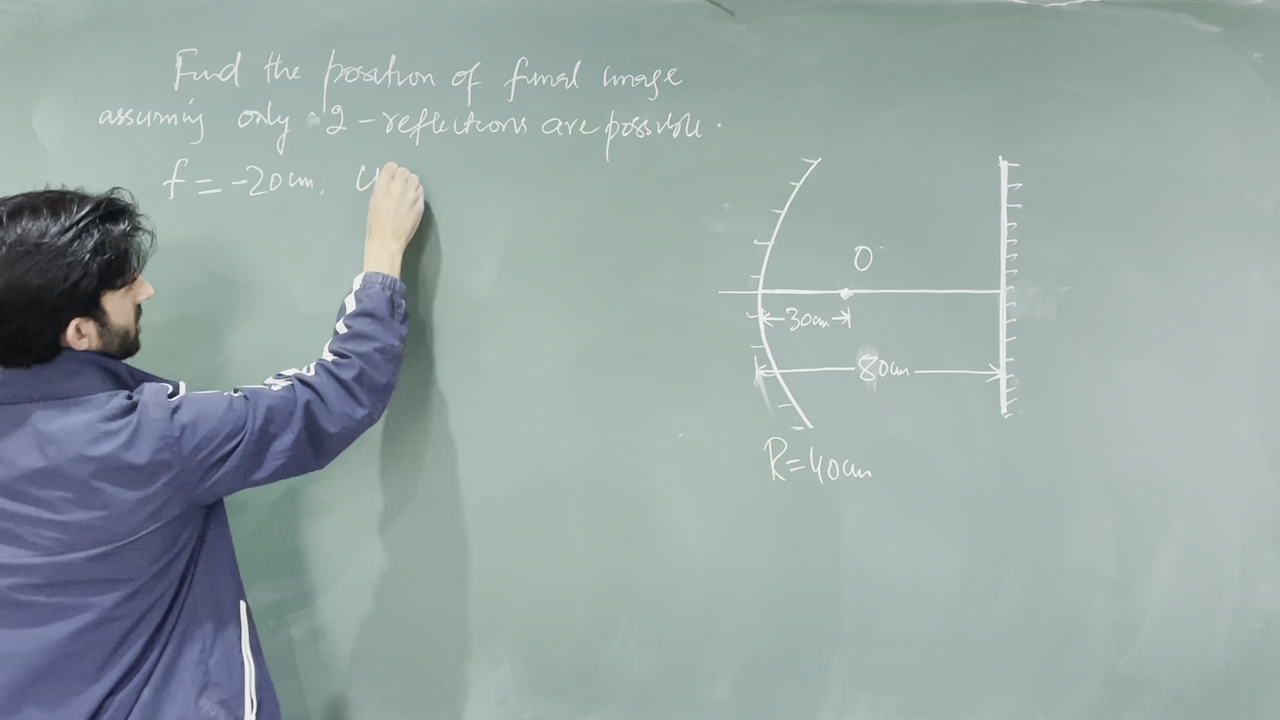 Find the position of final image
assuming only 2-reflections are possible.
f = -20cm, u
O
30cm
80cm
R=40cm